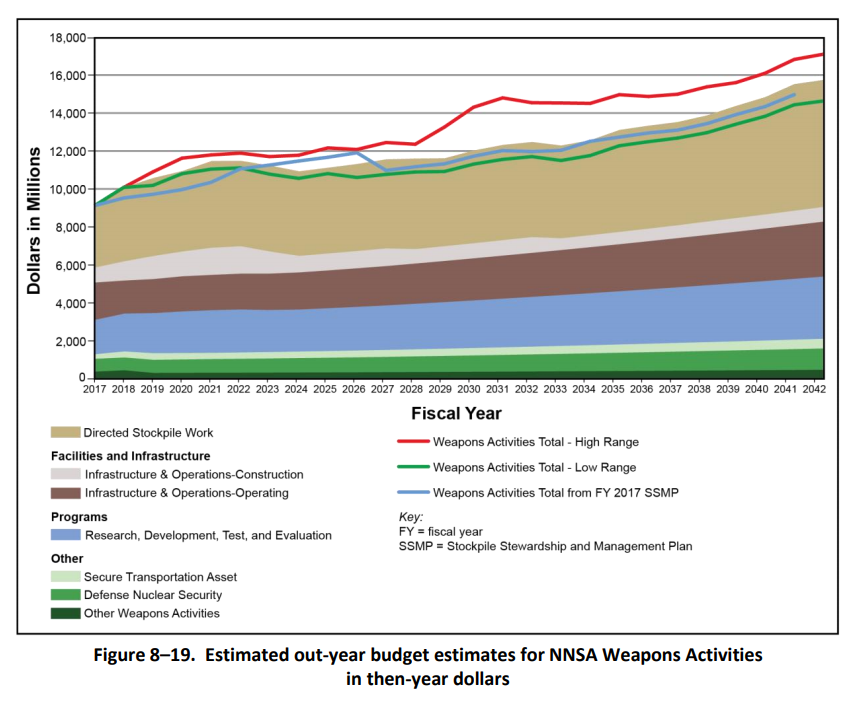 18,000
16,000
14,000
12,000
10,000
8,000
6,000
4,000
2,000
0
Dollars in Millions
2017 2018 2019 2020 2021 2022 2023 2024 2025 2026 2027 2028 2029 2030 2031 2032 2033 2034 2035 2036 2037 2038 2039 2040 2041 2042
Fiscal Year
Directed Stockpile Work
Facilities and Infrastructure
Infrastructure & Operations-Construction
Infrastructure & Operations-Operating
Programs
Research, Development, Test, and Evaluation
Other
Secure Transportation Asset
Defense Nuclear Security
Other Weapons Activities
Weapons Activities Total - High Range
Weapons Activities Total - Low Range
Weapons Activities Total from FY 2017 SSMP
Key:
FY = fiscal year
SSMP = Stockpile Stewardship and Management Plan
Figure 8–19. Estimated out-year budget estimates for NNSA Weapons Activities
in then-year dollars